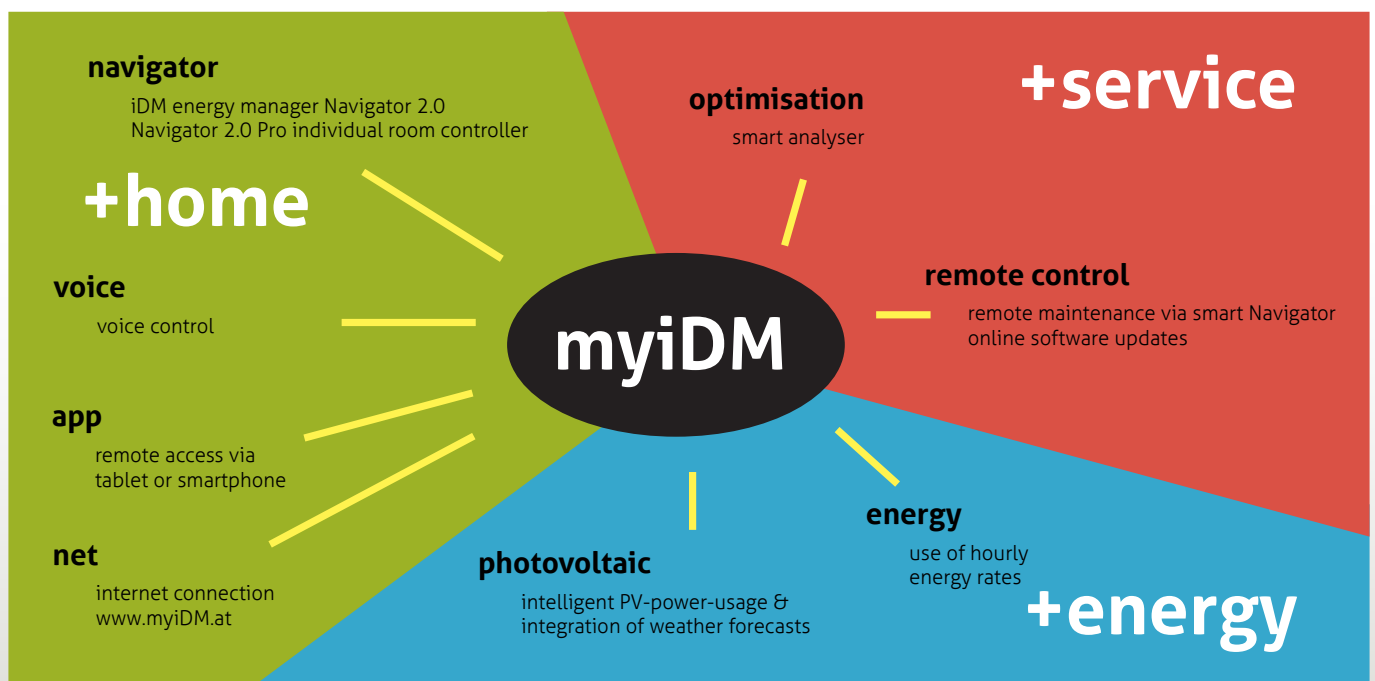 navigator
iDM energy manager Navigator 2.0
Navigator 2.0 Pro individual room controller
+home
voice
voice control
app
remote access via
tablet or smartphone
net
internet connection
www.myiDM.at
myiDM
+service
optimisation
smart analyser
remote control
remote maintenance via smart Navigator
online software updates
photovoltaic
intelligent PV-power-usage &
integration of weather forecasts
energy
use of hourly
energy rates
+energy